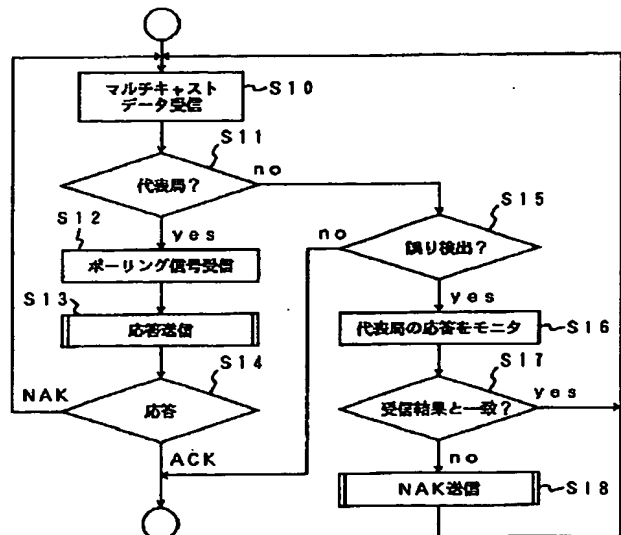 マルチキャスト
データ受信
S10
S11
代表局?
no
yes
S12
ポーリング信号受信
S13
応答送信
S14
応答
NAK
ACK
S15
誤り検出?
no
yes
代表局の応答をモニタ
S16
S17
受信結果と一致?
yes
no
NAK送信
S18